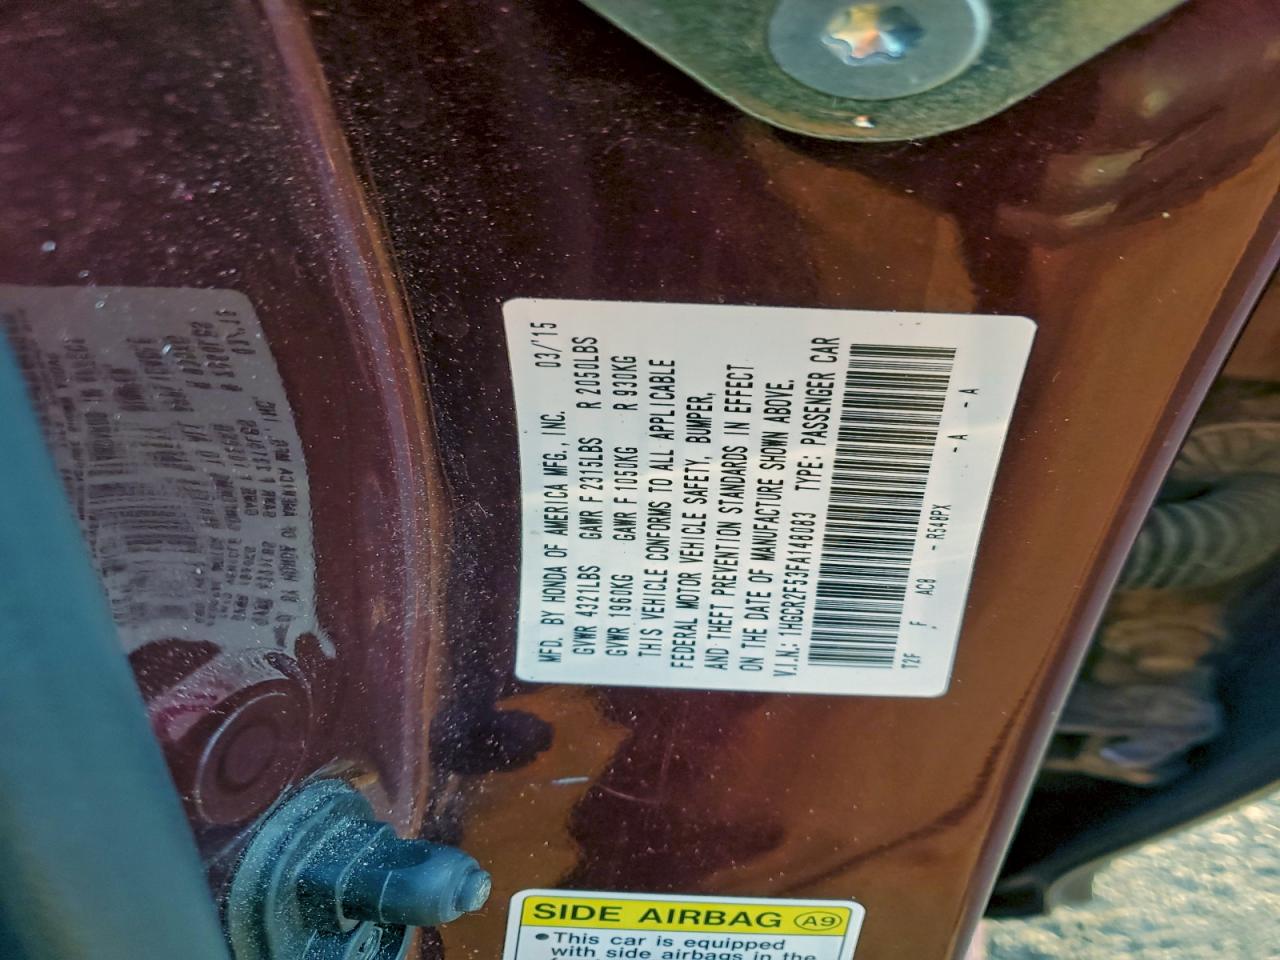 MFD. BY HONDA OF AMERICA MFG., INC. 03/'15
GVWR 4321LBS GAWR F 2315LBS R 2050LBS
GVWR 1960KG GAWR F 1050KG R 930KG
THIS VEHICLE CONFORMS TO ALL APPLICABLE
FEDERAL MOTOR VEHICLE SAFETY, BUMPER,
AND THEFT PREVENTION STANDARDS IN EFFECT
ON THE DATE OF MANUFACTURE SHOWN ABOVE.
V.I.N.: 1HGCR2F53FA148083 TYPE: PASSENGER CAR
T2F , F AC8 - R548PX - A - A
SIDE AIRBAG A9
• This car is equipped
with side airbags in the